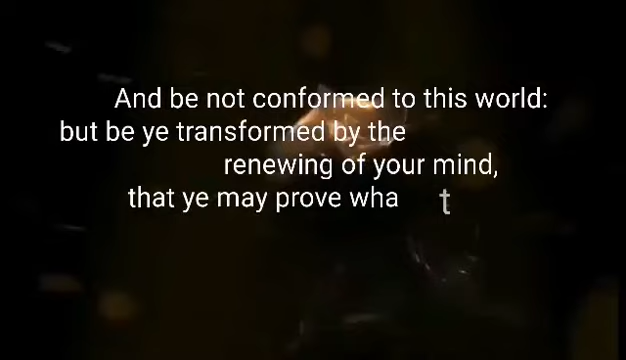 And be not conformed to this world:
but be ye transformed by the
renewing of your mind,
that ye may prove wha t